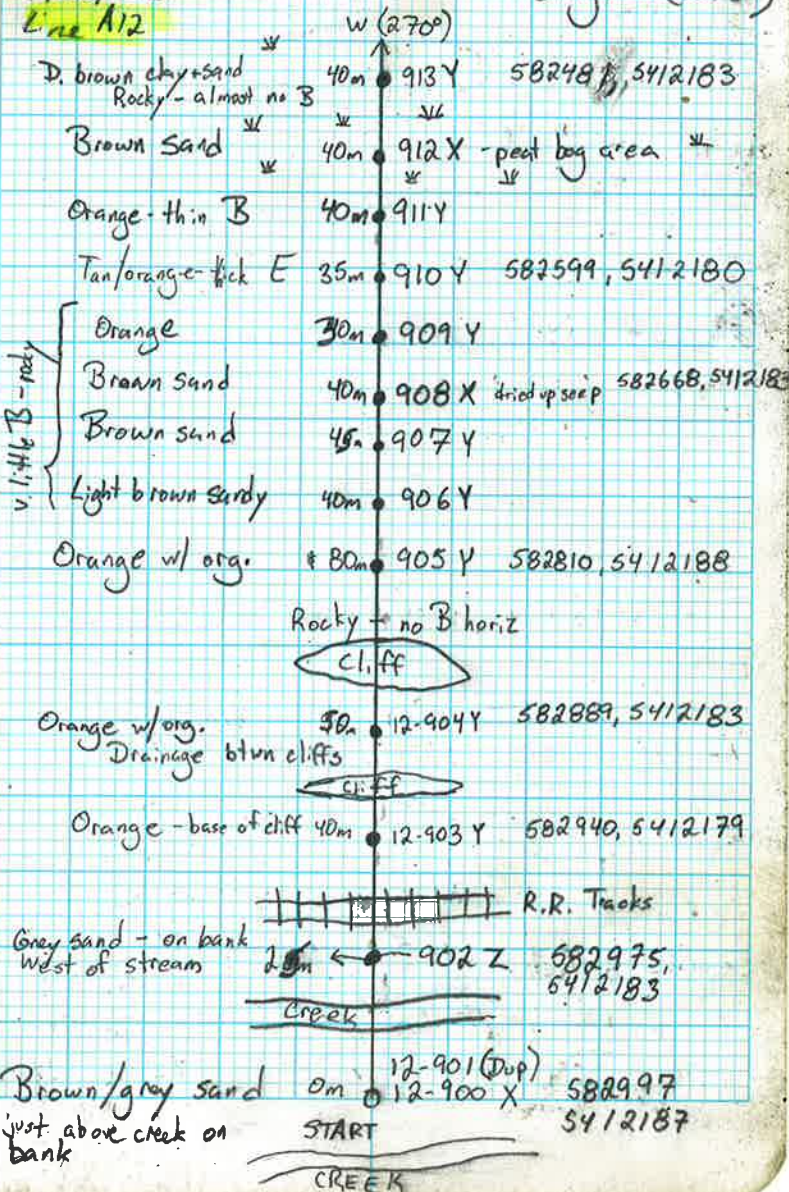 Line A12
W (270°)
D. brown clay+sand 40m 913 Y 582481, 5412183
Rocky - almost no B
Brown sand 40m 912 X - peat bog area
Orange - thin B 40m 911 Y
Tan/orange - thick E 35m 910 Y 582599, 5412180
v. little B - rocky
Orange 30m 909 Y
Brown sand 40m 908 X dried up seep 582668, 5412183
Brown sand 45m 907 Y
Light brown sandy 40m 906 Y
Orange w/ org. 80m 905 Y 582810, 5412188
Rocky - no B horiz
Cliff
Orange w/ org. 50m 12-904 Y 582889, 5412183
Drainage btwn cliffs
Cliff
Orange - base of cliff 40m 12-903 Y 582940, 5412179
R.R. Tracks
Grey sand - on bank 902 Z 582975,
West of stream 5412183
Creek
12-901 (Dup)
Brown/grey sand 0m 12-900 X 582997
5412187
just above creek on
bank
START
CREEK